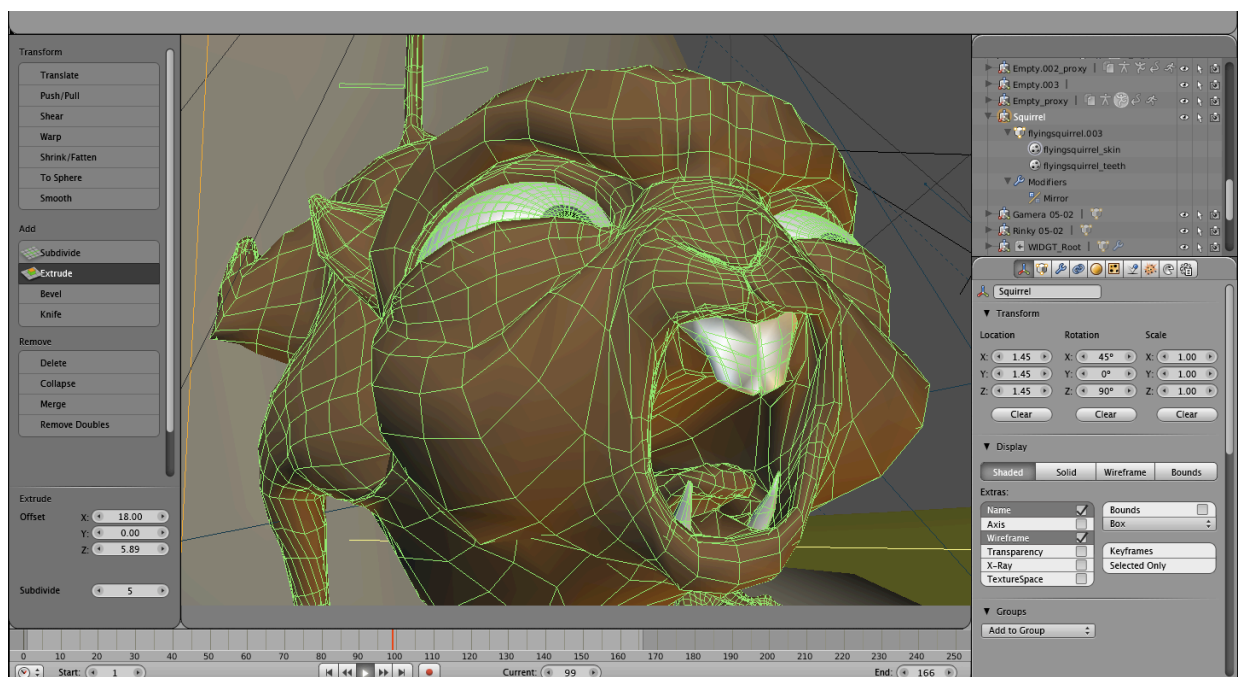 Transform
Translate
Push/Pull
Shear
Warp
Shrink/Fatten
To Sphere
Smooth
Add
Subdivide
Extrude
Bevel
Knife
Remove
Delete
Collapse
Merge
Remove Doubles
Extrude
Offset X: 18.00
Y: 0.00
Z: 5.89
Subdivide 5
Empty.002_proxy
Empty.003
Empty_proxy
Squirrel
flyingsquirrel.003
flyingsquirrel_skin
flyingsquirrel_teeth
Modifiers
Mirror
Gamera 05-02
Rinky 05-02
WIDGT_Root
Squirrel
Transform
Location Rotation Scale
X: 1.45 X: 45° X: 1.00
Y: 1.45 Y: 0° Y: 1.00
Z: 1.45 Z: 90° Z: 1.00
Clear Clear Clear
Display
Shaded Solid Wireframe Bounds
Extras:
Name Bounds
Axis Box
Wireframe
Transparency Keyframes
X-Ray Selected Only
TextureSpace
Groups
Add to Group
0 10 20 30 40 50 60 70 80 90 100 110 120 130 140 150 160 170 180 190 200 210 220 230 240 250
Start: 1 Current: 99 End: 166